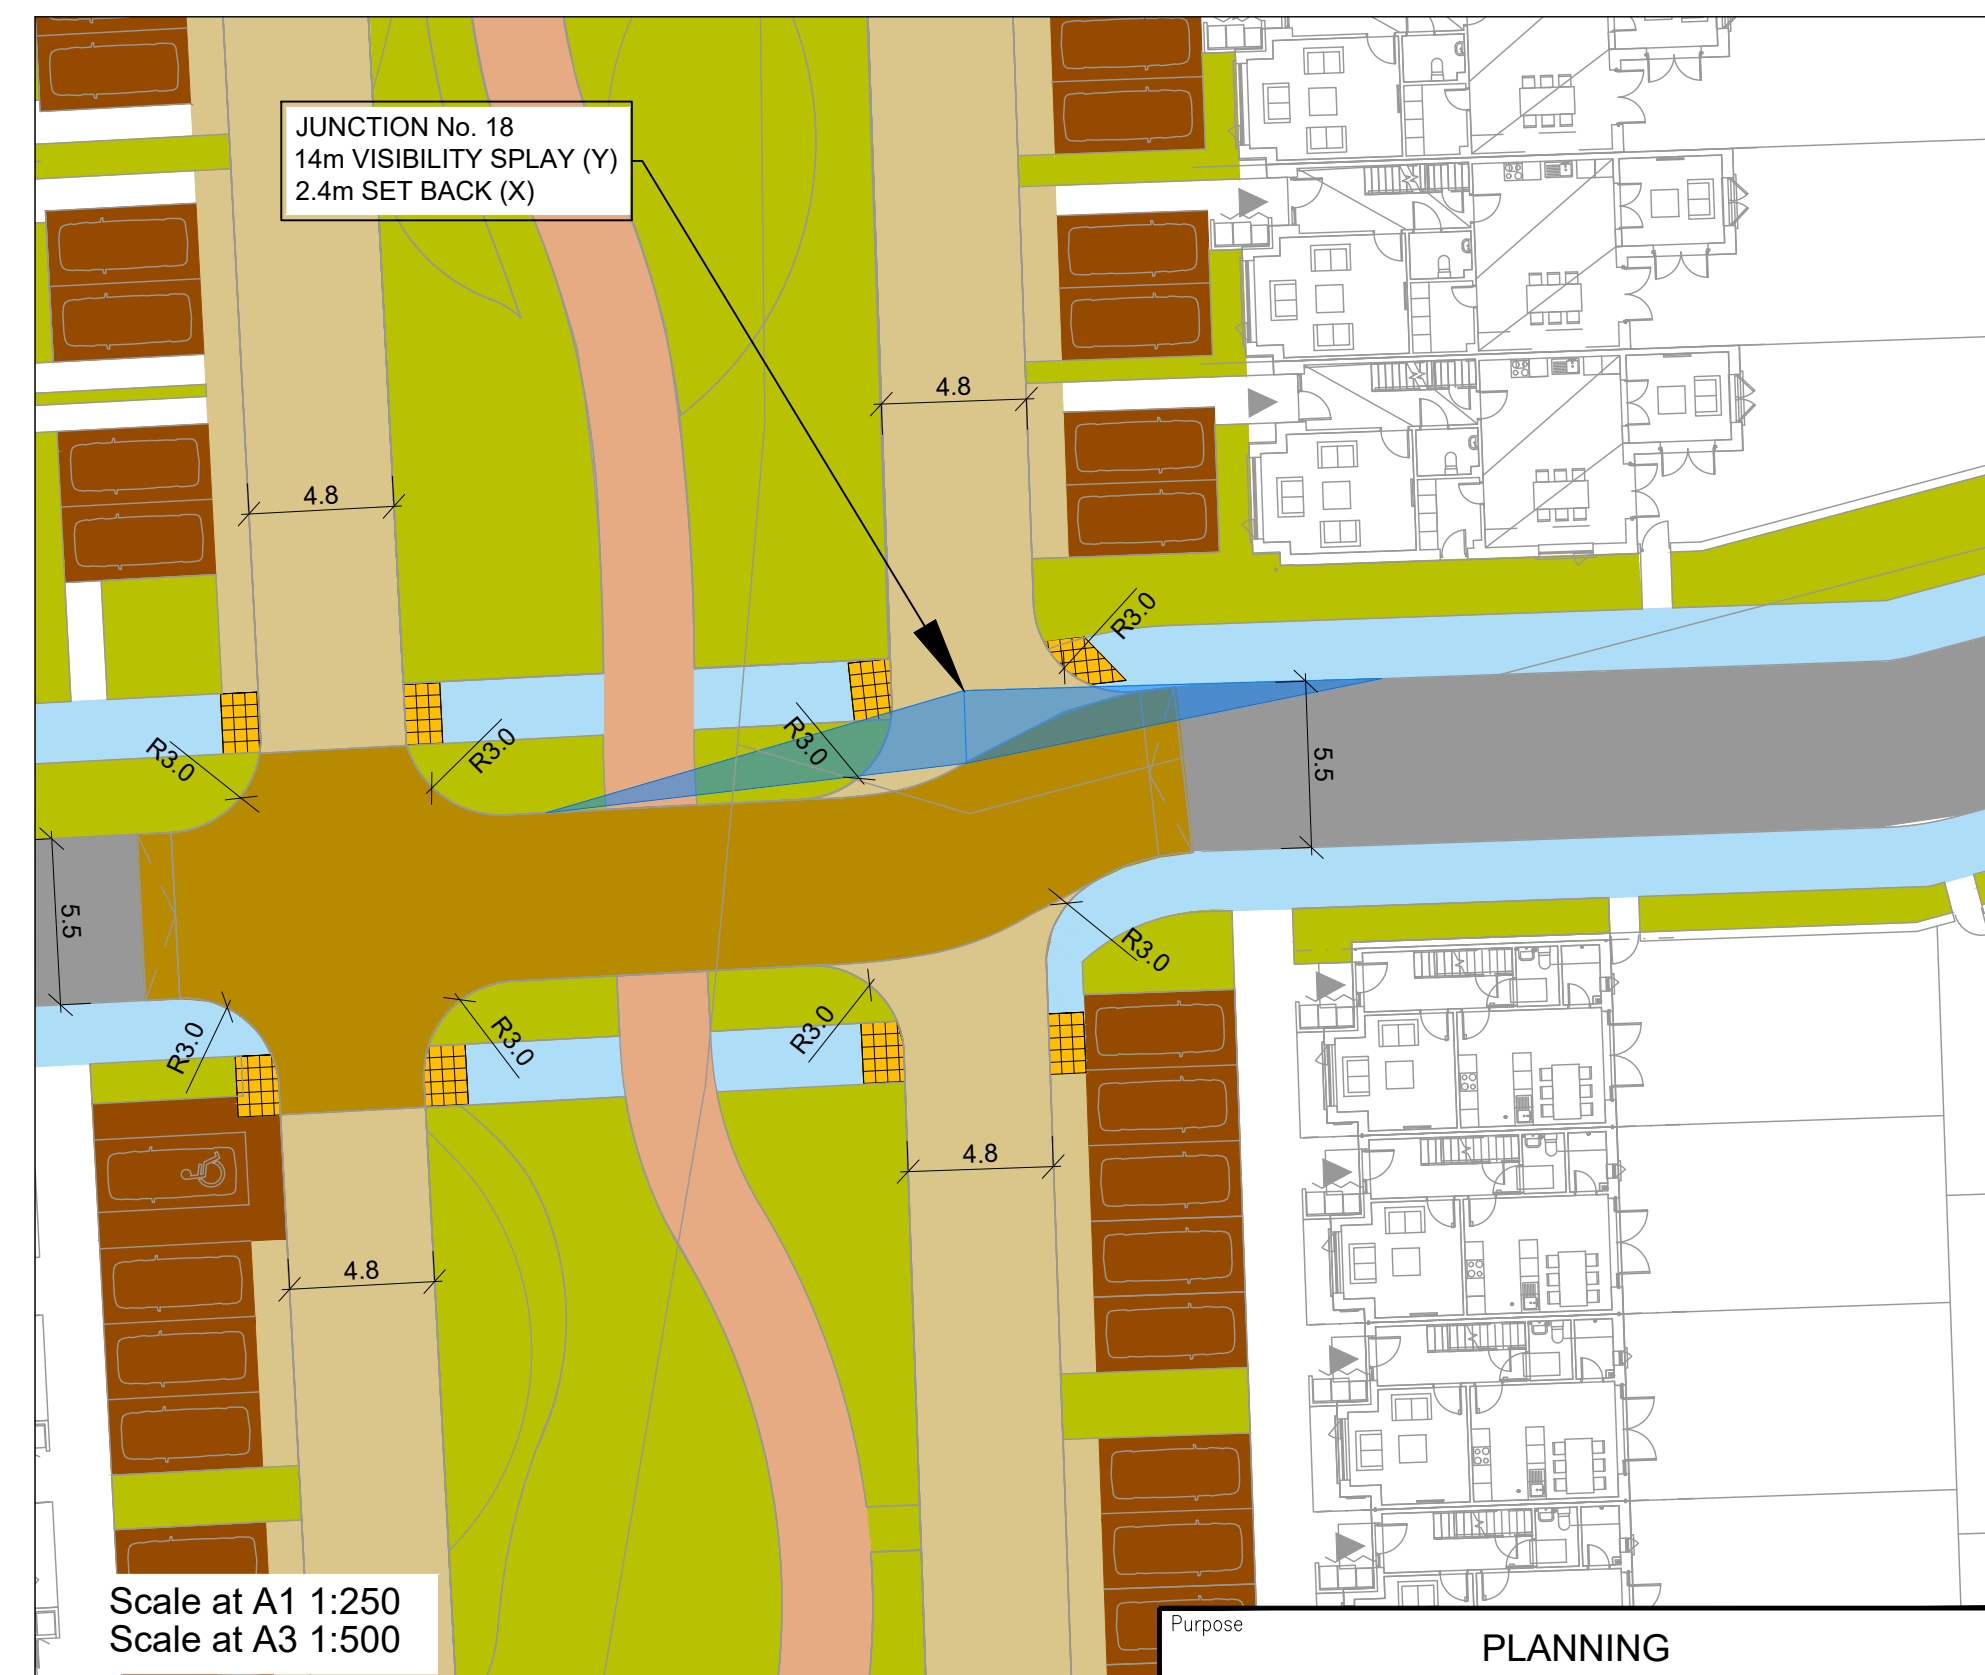 JUNCTION No. 18
14m VISIBILITY SPLAY (Y)
2.4m SET BACK (X)
4.8
4.8
R3.0
R3.0
R3.0
R3.0
5.5
5.5
R3.0
R3.0
R3.0
R3.0
4.8
4.8
Scale at A1 1:250
Scale at A3 1:500
Purpose
PLANNING